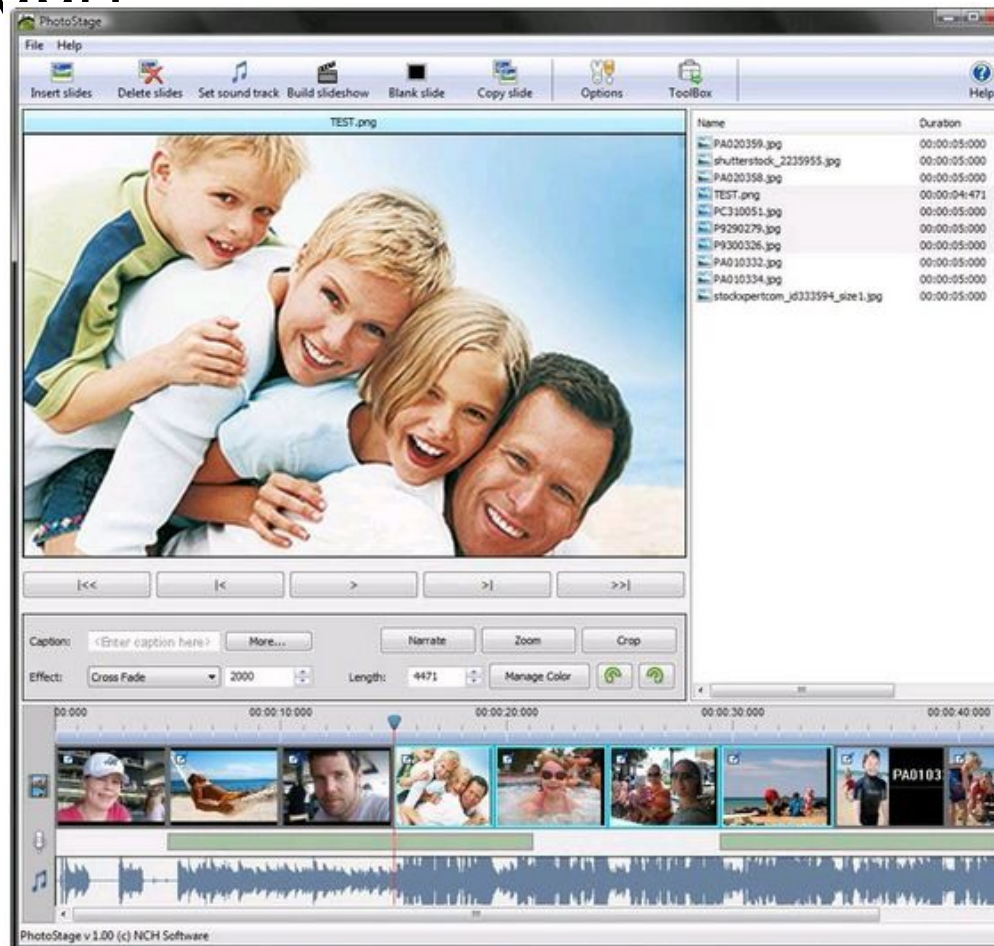 PhotoStage
File Help
Insert slides Delete slides Set sound track Build slideshow Blank slide Copy slide Options ToolBox Help
TEST.png
Name Duration
PA020359.jpg 00:00:05:000
shutterstock_2235955.jpg 00:00:05:000
PA020358.jpg 00:00:05:000
TEST.png 00:00:04:471
PC310051.jpg 00:00:05:000
P9290279.jpg 00:00:05:000
P9300326.jpg 00:00:05:000
PA010332.jpg 00:00:05:000
PA010334.jpg 00:00:05:000
stockxpertcom_id333594_size1.jpg 00:00:05:000
|<< |< > >| >>|
Caption: <Enter caption here> More... Narrate Zoom Crop
Effect: Cross Fade 2000 Length: 4471 Manage Color
00:000 00:00:10:000 00:00:20:000 00:00:30:000 00:00:40:000
PA0103
PhotoStage v 1.00 (c) NCH Software